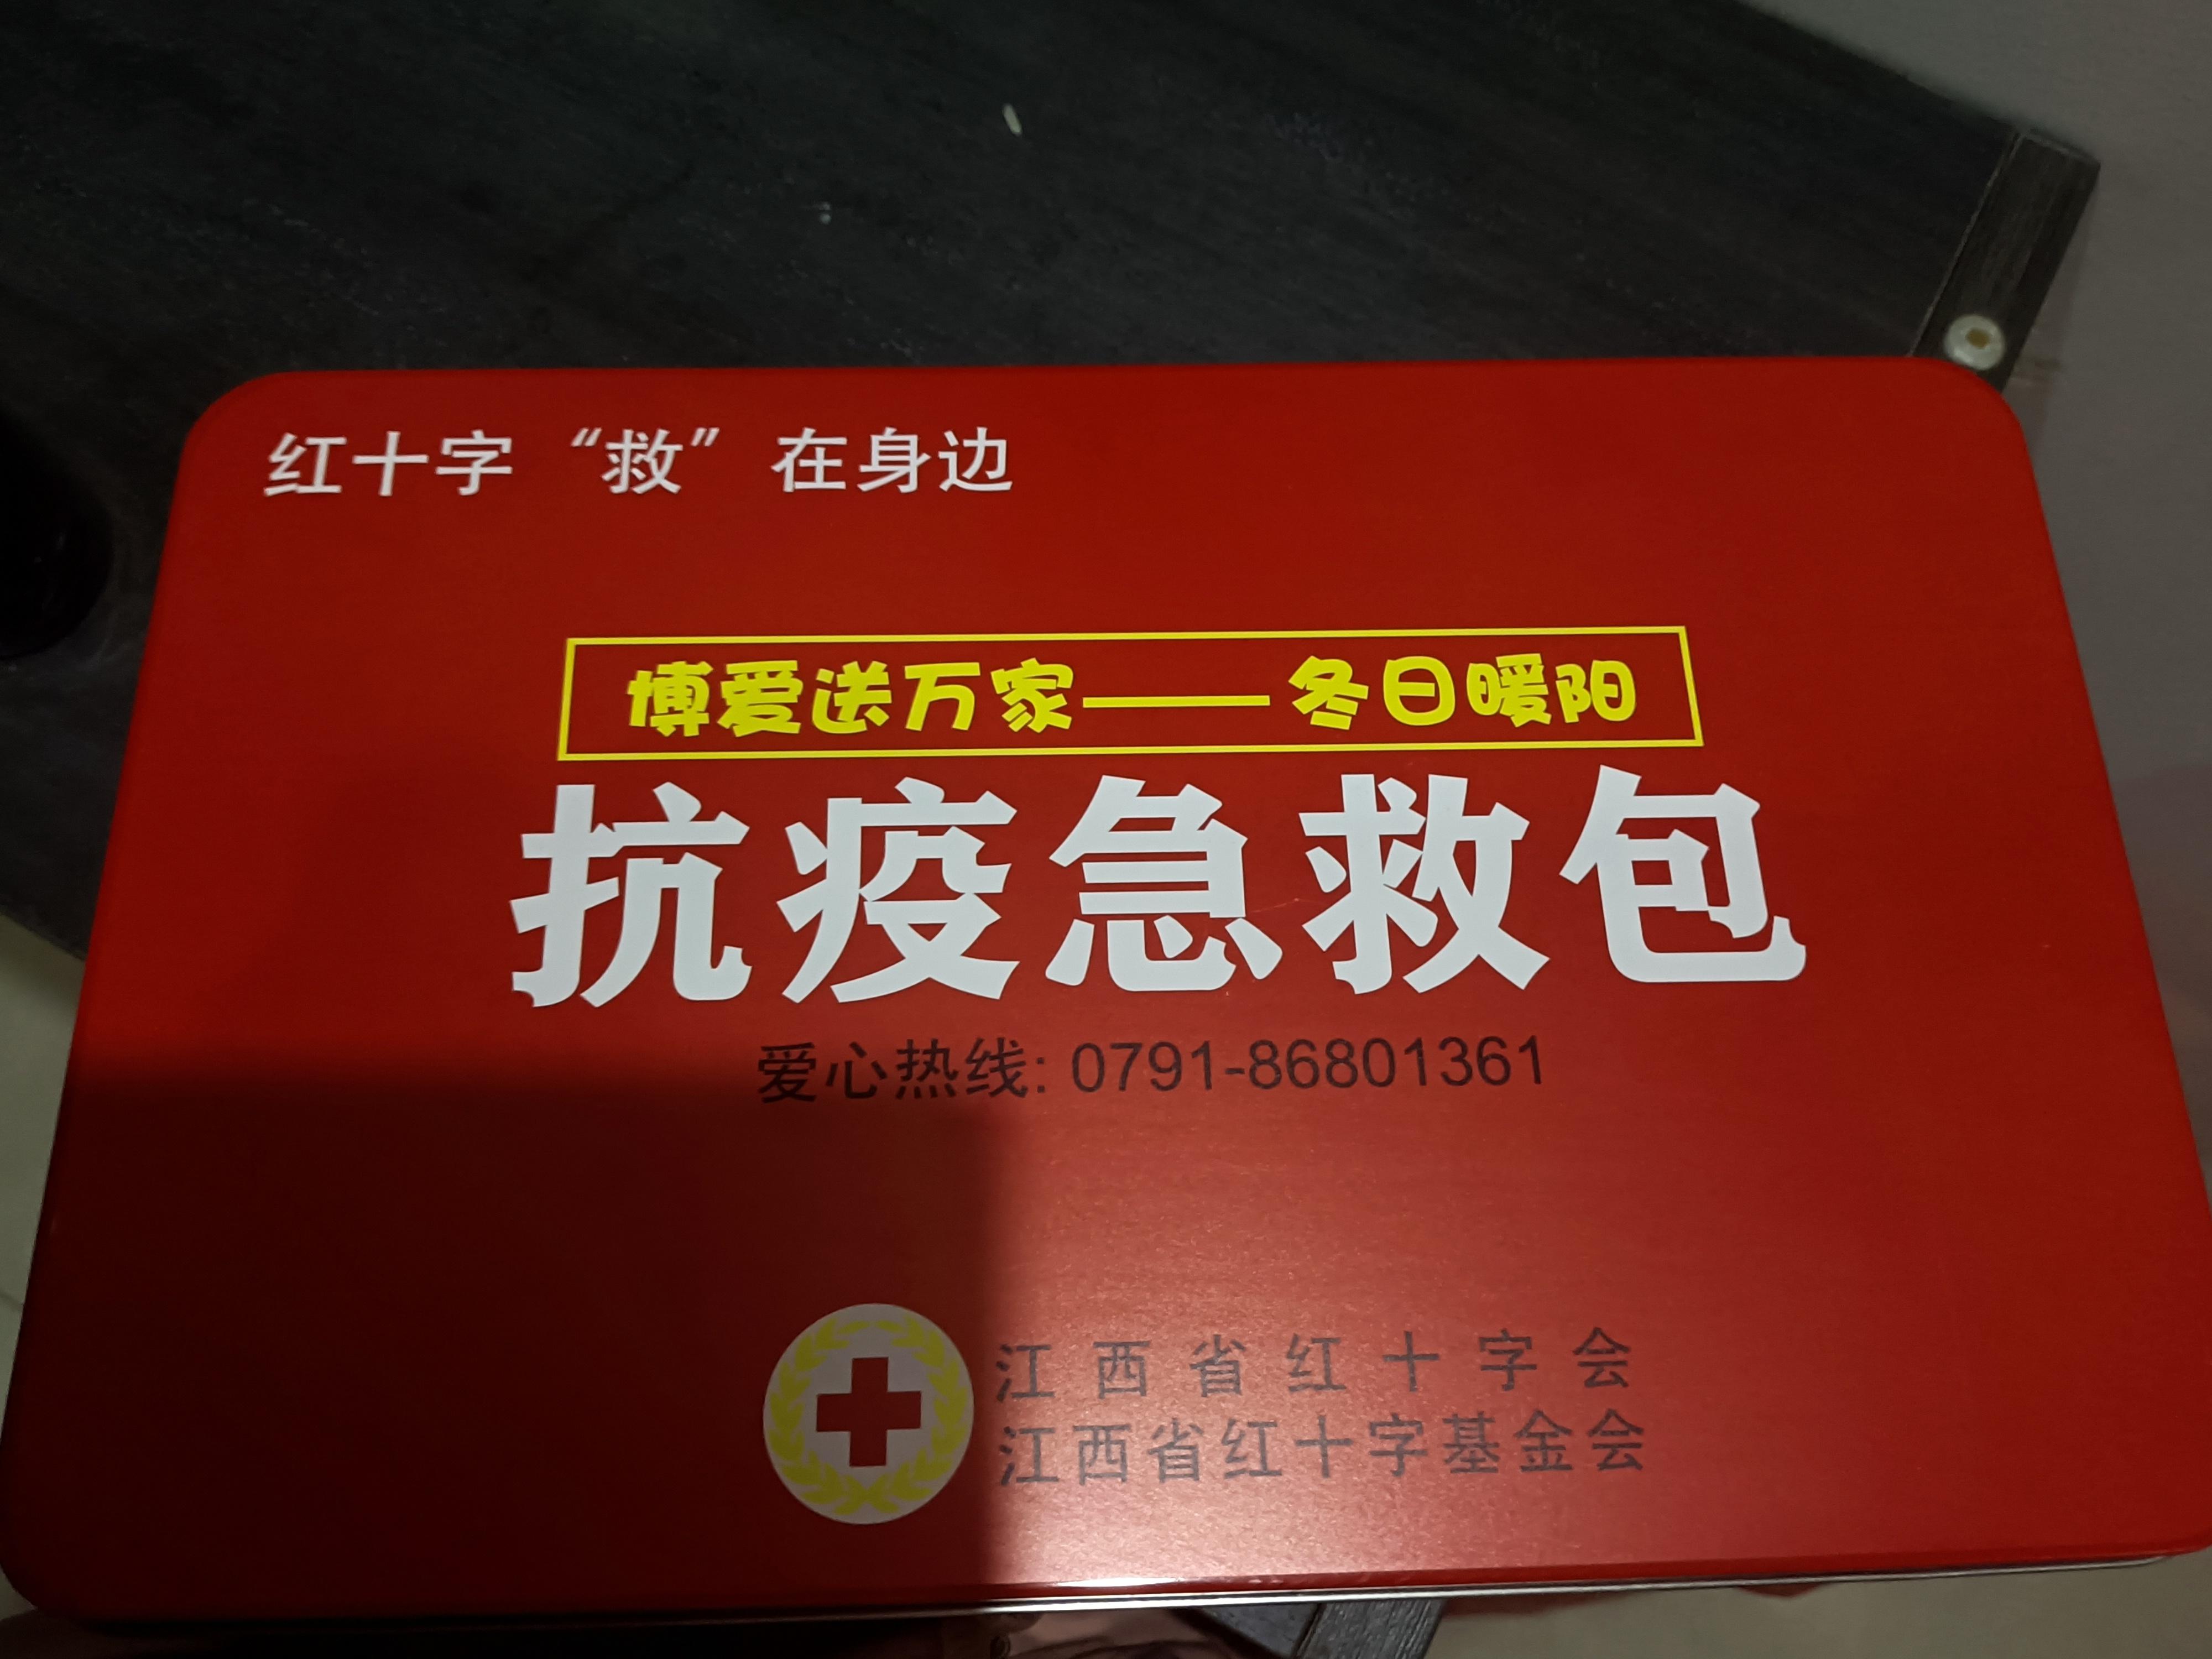 红十字“救”在身边
博爱送万家——冬日暖阳
抗疫急救包
爱心热线: 0791-86801361
江西省红十字会
江西省红十字基金会